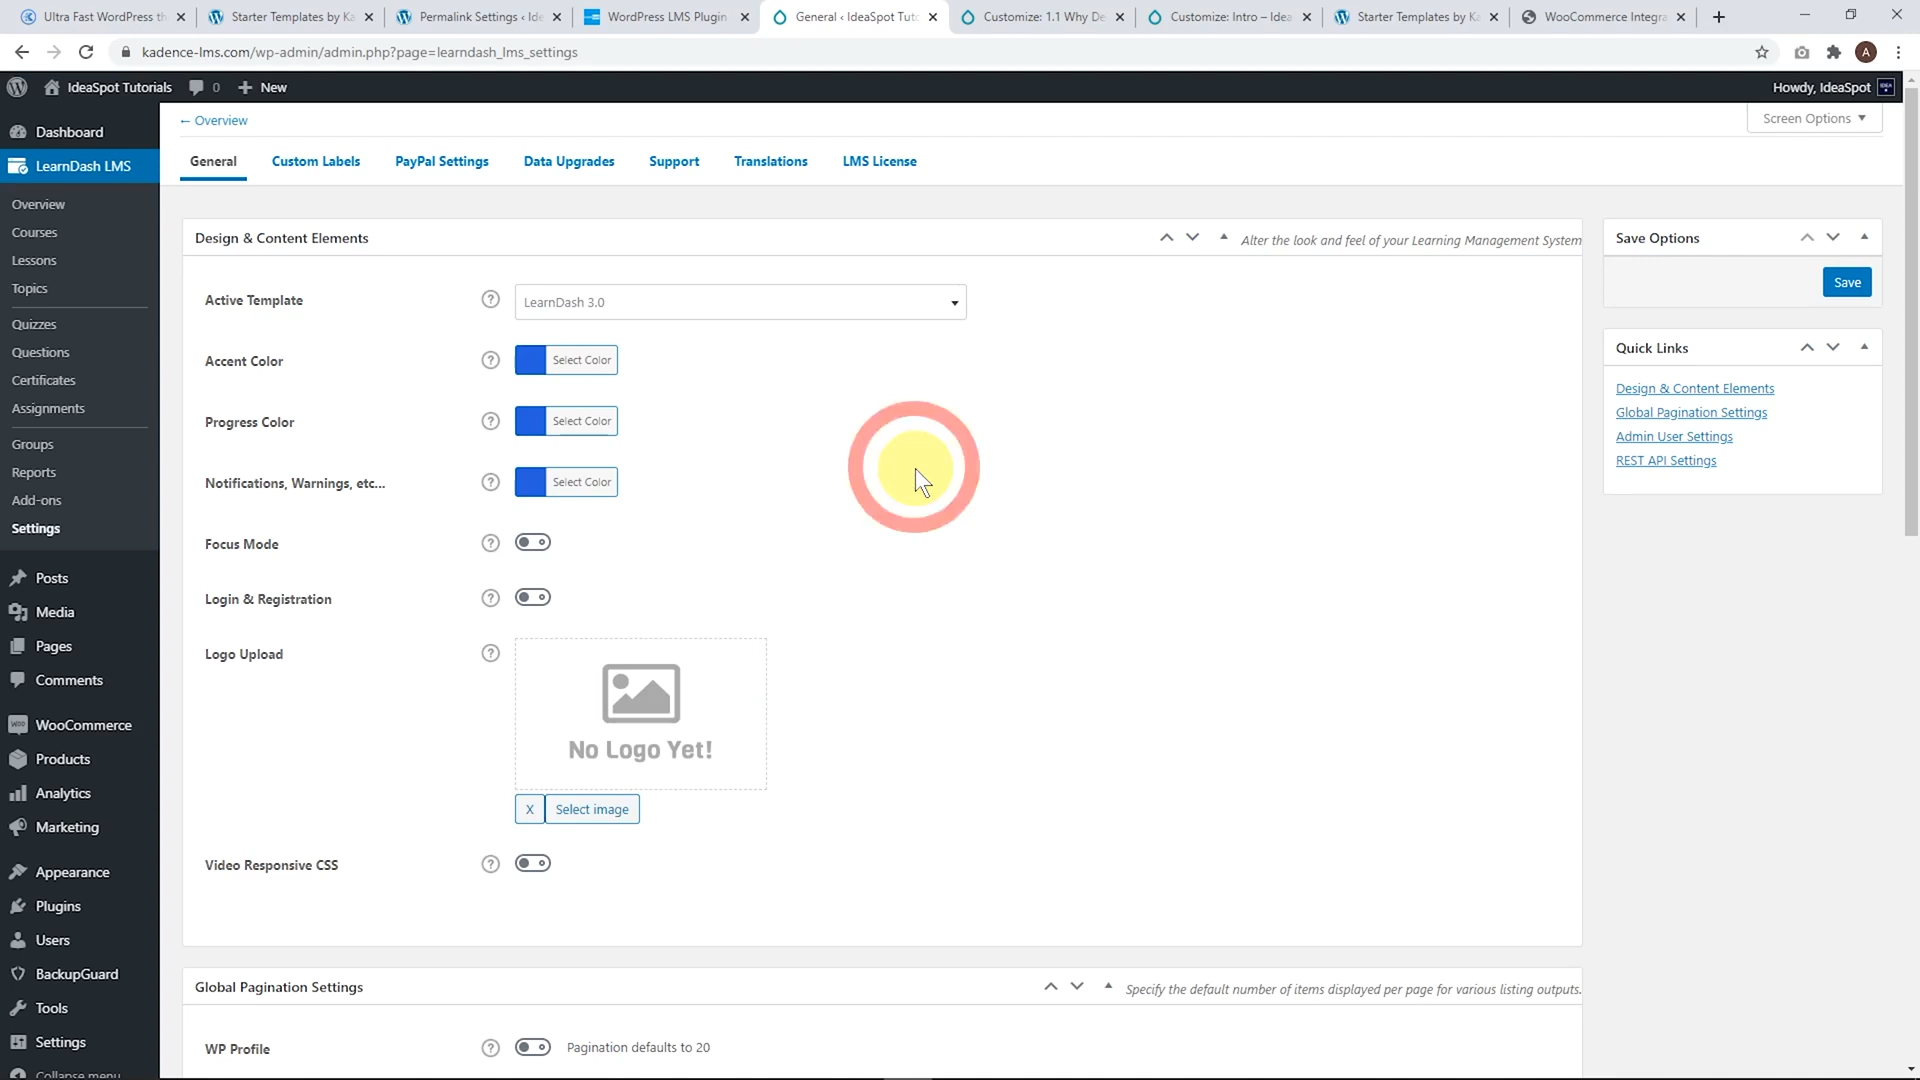 Ultra Fast WordPress th
Starter Templates by Ka
Permalink Settings ‹ Ide
WordPress LMS Plugin
General ‹ IdeaSpot Tuto
Customize: 1.1 Why De
Customize: Intro – Idea
Starter Templates by Ka
WooCommerce Integra
kadence-lms.com/wp-admin/admin.php?page=learndash_lms_settings
A
IdeaSpot Tutorials
0
New
Howdy, IdeaSpot
Dashboard
LearnDash LMS
Overview
Courses
Lessons
Topics
Quizzes
Questions
Certificates
Assignments
Groups
Reports
Add-ons
Settings
Posts
Media
Pages
Comments
WooCommerce
Products
Analytics
Marketing
Appearance
Plugins
Users
BackupGuard
Tools
Settings
Collapse menu
← Overview
Screen Options
General
Custom Labels
PayPal Settings
Data Upgrades
Support
Translations
LMS License
Design & Content Elements
Alter the look and feel of your Learning Management System
Active Template
LearnDash 3.0
Accent Color
Select Color
Progress Color
Select Color
Notifications, Warnings, etc...
Select Color
Focus Mode
Login & Registration
Logo Upload
No Logo Yet!
X
Select image
Video Responsive CSS
Global Pagination Settings
Specify the default number of items displayed per page for various listing outputs.
WP Profile
Pagination defaults to 20
Save Options
Save
Quick Links
Design & Content Elements
Global Pagination Settings
Admin User Settings
REST API Settings